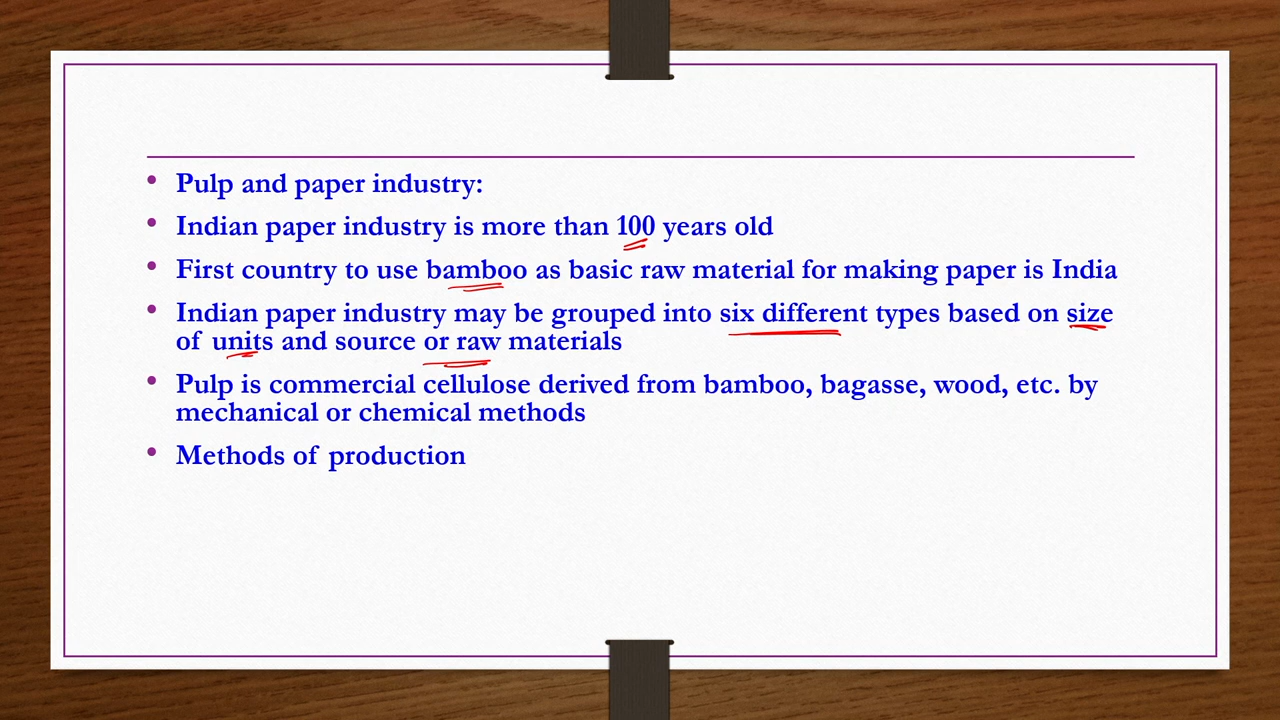 • Pulp and paper industry:
• Indian paper industry is more than 100 years old
• First country to use bamboo as basic raw material for making paper is India
• Indian paper industry may be grouped into six different types based on size
of units and source or raw materials
• Pulp is commercial cellulose derived from bamboo, bagasse, wood, etc. by
mechanical or chemical methods
• Methods of production